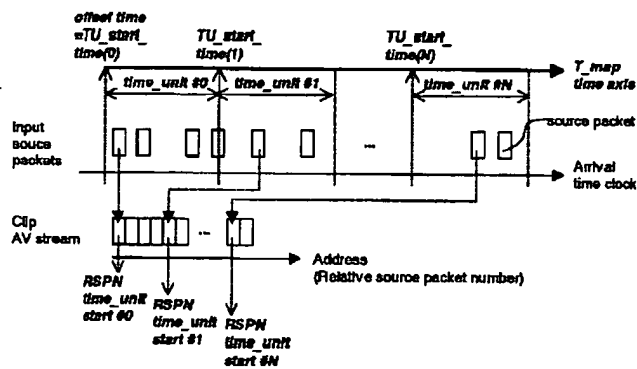 offset time
=TU_start_
time(0)
TU_start_
time(1)
TU_start_
time(N)
T_map
time axis
time_unit #0
time_unit #1
time_unit #N
Input
souce
packets
source packet
...
Arrival
time clock
Clip
AV stream
...
Address
(Relative source packet number)
RSPN
time_unit
start #0
RSPN
time_unit
start #1
RSPN
time_unit
start #N